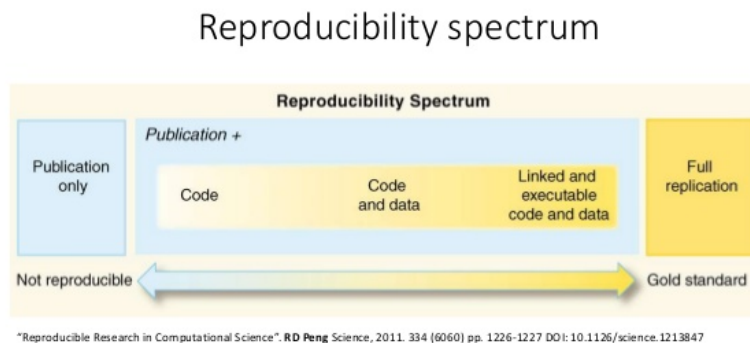 Reproducibility spectrum
Reproducibility Spectrum
Publication
only
Publication +
Code
Code
and data
Linked and
executable
code and data
Full
replication
Not reproducible
Gold standard
"Reproducible Research in Computational Science". RD Peng Science, 2011. 334 (6060) pp. 1226-1227 DOI: 10.1126/science.1213847